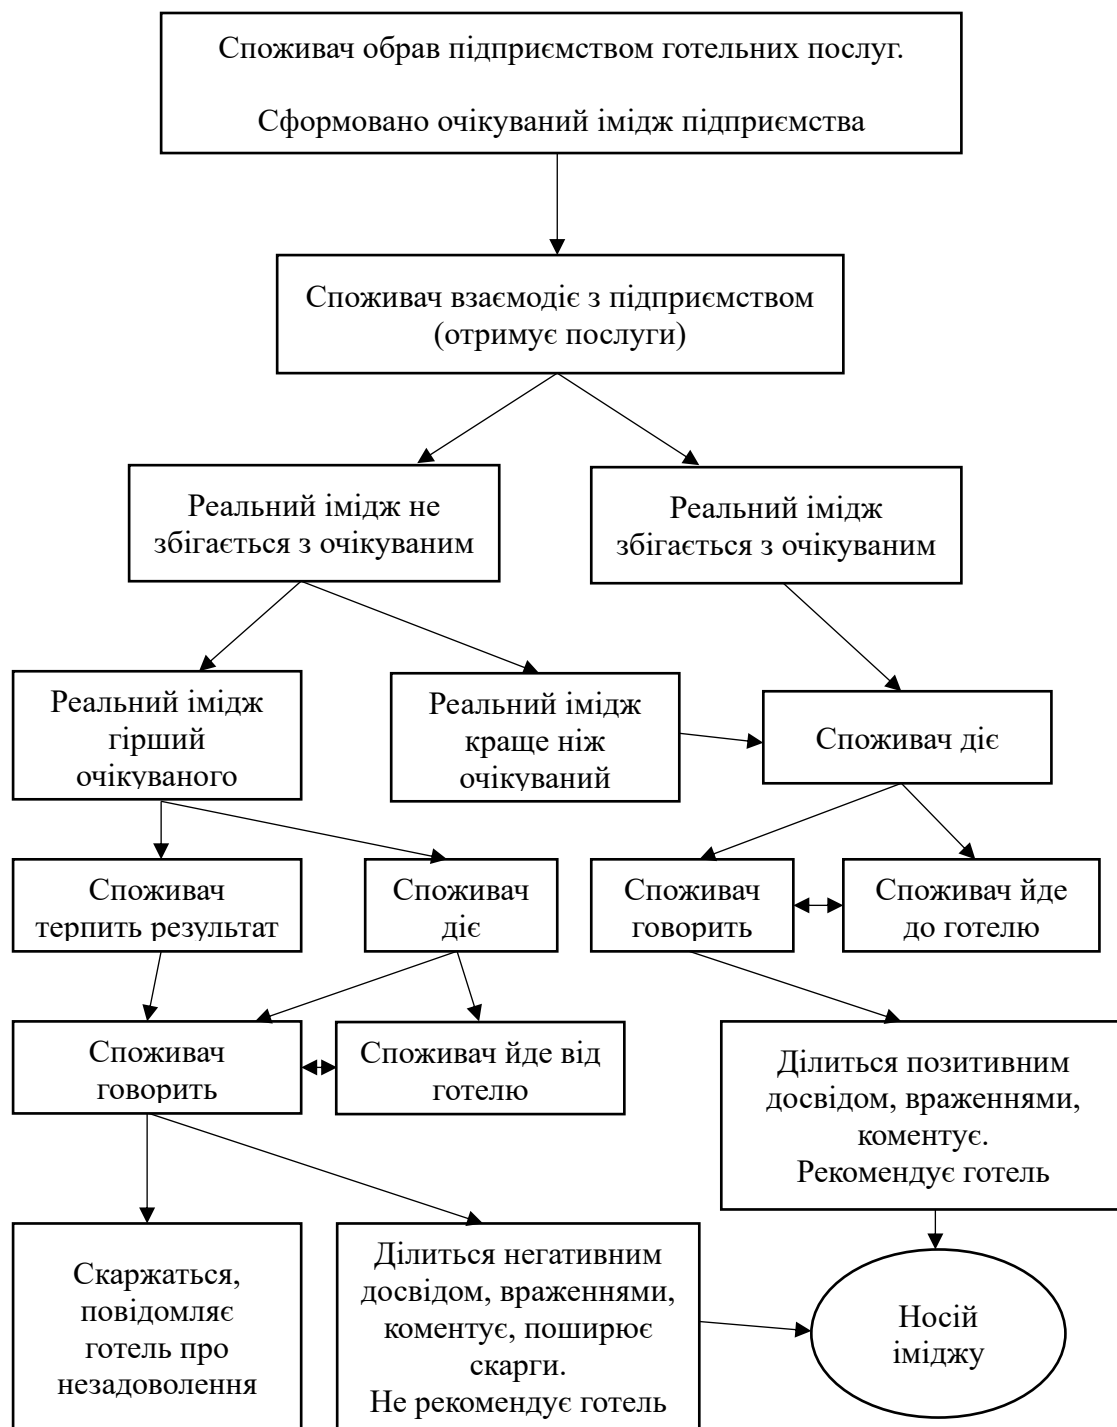 Споживач обрав підприємством готельних послуг.
Сформовано очікуваний імідж підприємства
Споживач взаємодіє з підприємством
(отримує послуги)
Реальний імідж не
збігається з очікуваним
Реальний імідж
збігається з очікуваним
Реальний імідж
гірший
очікуваного
Реальний імідж
краще ніж
очікуваний
Споживач діє
Споживач
терпить результат
Споживач
діє
Споживач
говорить
Споживач йде
до готелю
Споживач
говорить
Споживач йде від
готелю
Ділиться позитивним
досвідом, враженнями,
коментує.
Рекомендує готель
Скаржаться,
повідомляє
готель про
незадоволення
Ділиться негативним
досвідом, враженнями,
коментує, поширює
скарги.
Не рекомендує готель
Носій
іміджу